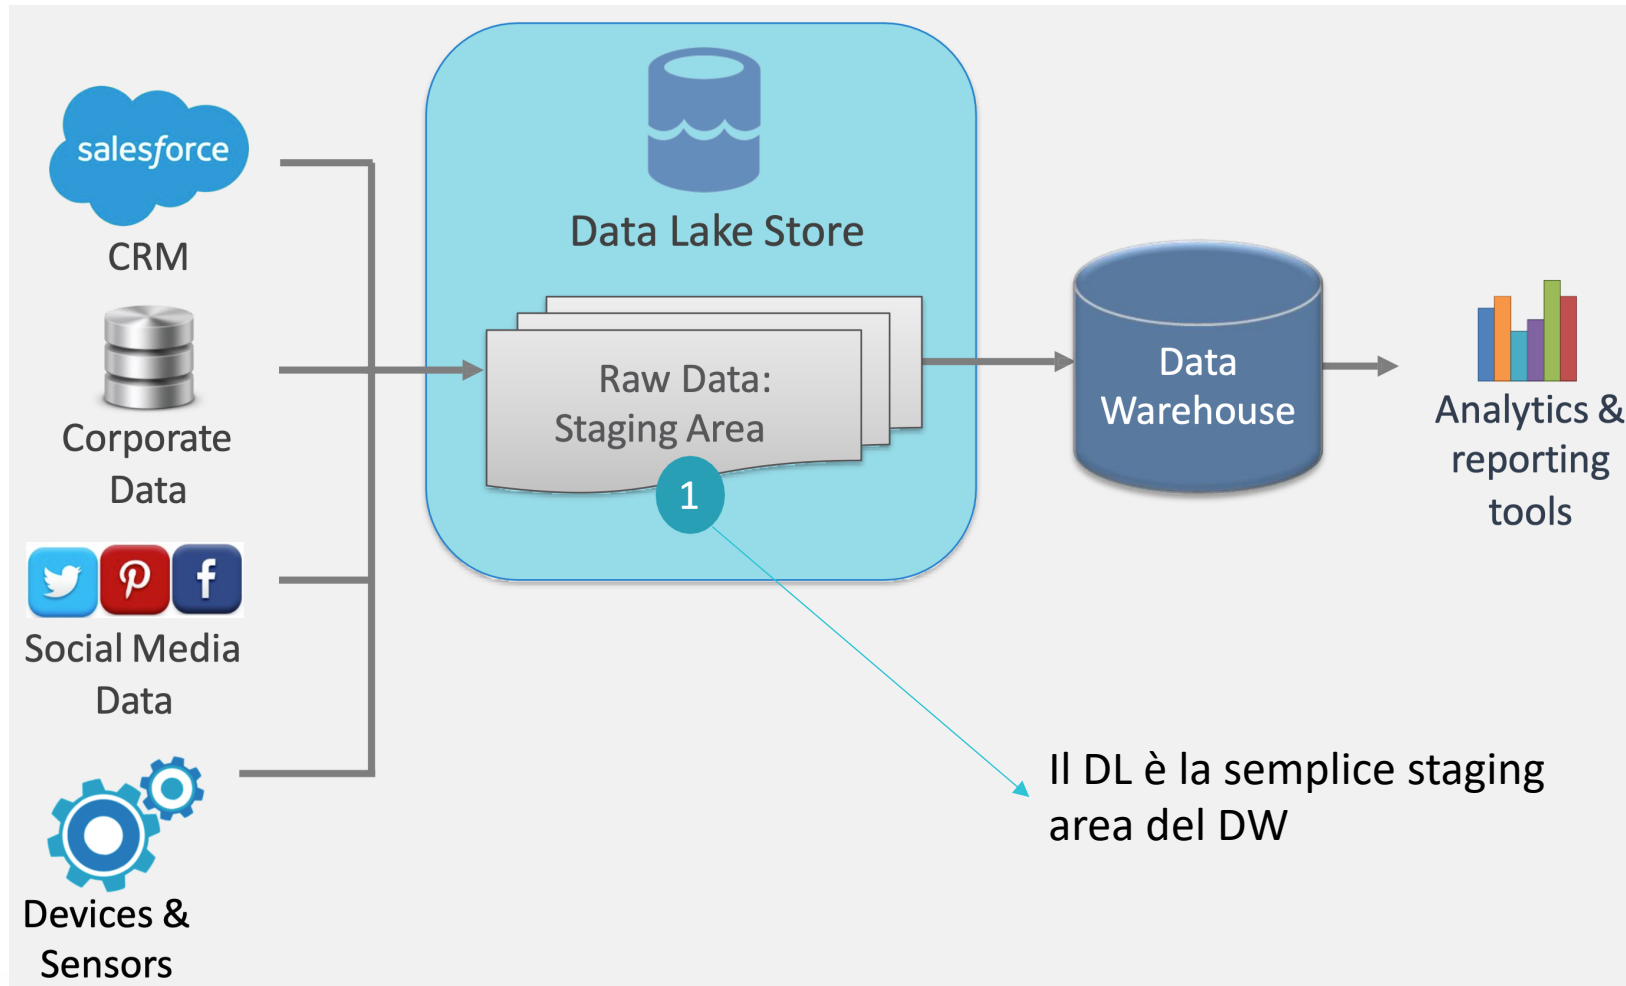 salesforce
CRM
Corporate
Data
Social Media
Data
Devices &
Sensors
Data Lake Store
Raw Data:
Staging Area
1
Data
Warehouse
Analytics &
reporting
tools
Il DL è la semplice staging
area del DW